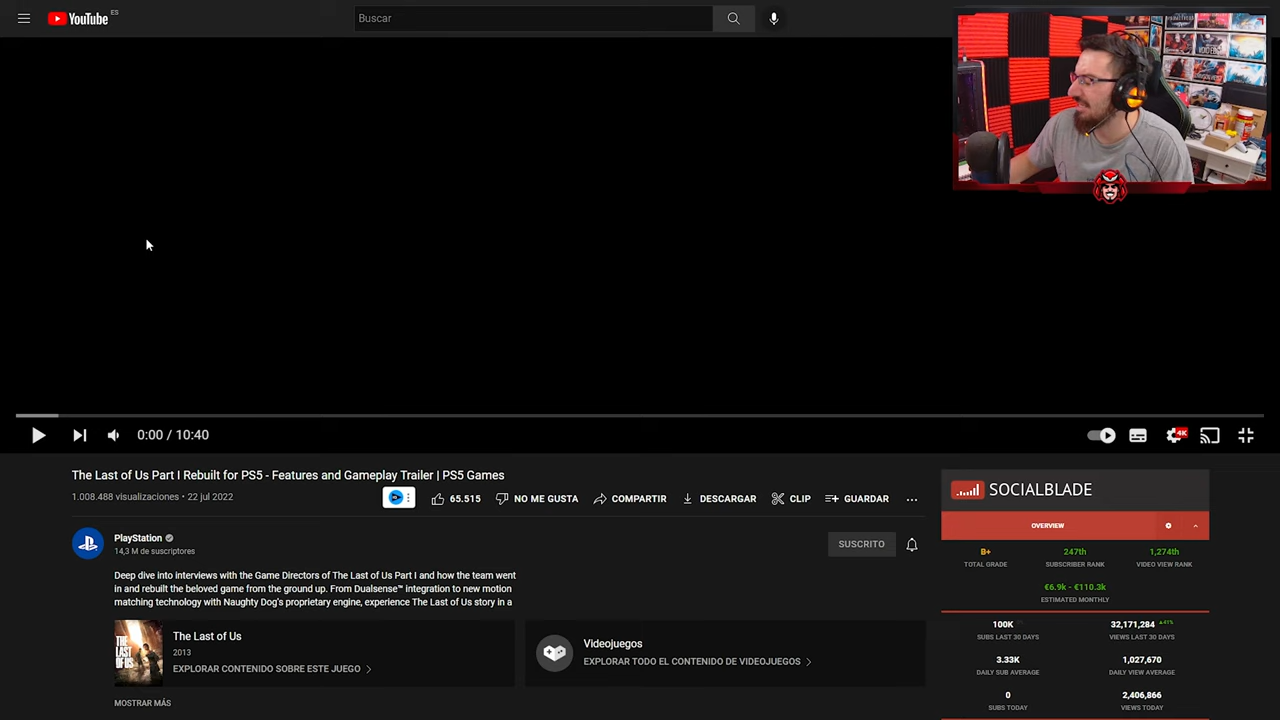 YouTube ES
Buscar
0:00 / 10:40
4K
The Last of Us Part I Rebuilt for PS5 - Features and Gameplay Trailer | PS5 Games
1.008.488 visualizaciones • 22 jul 2022
65.515
NO ME GUSTA
COMPARTIR
DESCARGAR
CLIP
GUARDAR
PlayStation
14,3 M de suscriptores
SUSCRITO
Deep dive into interviews with the Game Directors of The Last of Us Part I and how the team went
in and rebuilt the beloved game from the ground up. From Dualsense™ integration to new motion
matching technology with Naughty Dog's proprietary engine, experience The Last of Us story in a
THE LAST OF US
The Last of Us
2013
EXPLORAR CONTENIDO SOBRE ESTE JUEGO
Videojuegos
EXPLORAR TODO EL CONTENIDO DE VIDEOJUEGOS
MOSTRAR MÁS
SOCIALBLADE
OVERVIEW
B+ 247th 1,274th
TOTAL GRADE SUBSCRIBER RANK VIDEO VIEW RANK
€6.9k - €110.3k
ESTIMATED MONTHLY
100K 32,171,284 ▲41%
SUBS LAST 30 DAYS VIEWS LAST 30 DAYS
3.33K 1,027,670
DAILY SUB AVERAGE DAILY VIEW AVERAGE
0 2,406,866
SUBS TODAY VIEWS TODAY